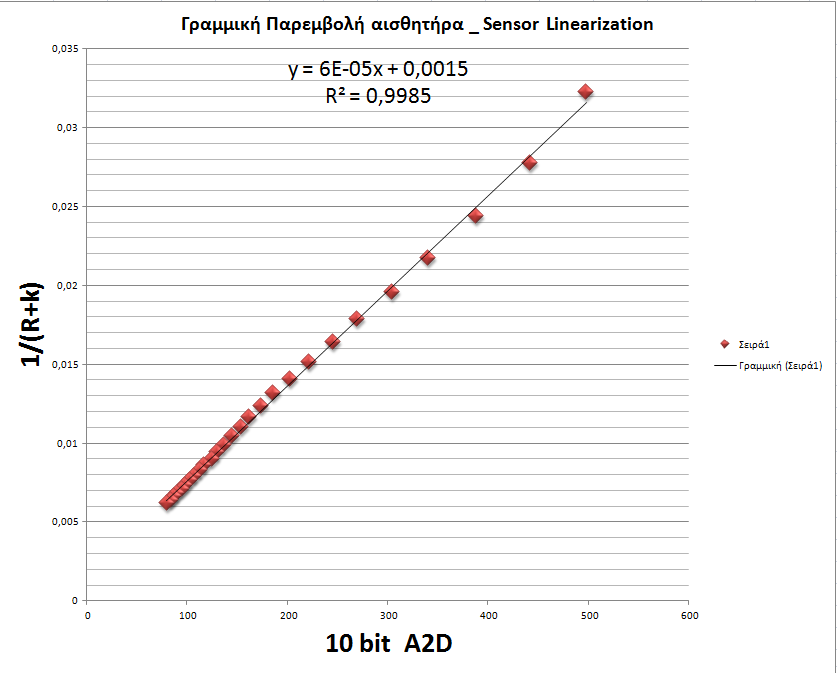 Γραμμική Παρεμβολή αισθητήρα _ Sensor Linearization
y = 6E-05x + 0,0015
R² = 0,9985
0,035
0,03
0,025
0,02
0,015
0,01
0,005
0
1/(R+k)
0 100 200 300 400 500 600
10 bit A2D
Σειρά1
Γραμμική (Σειρά1)